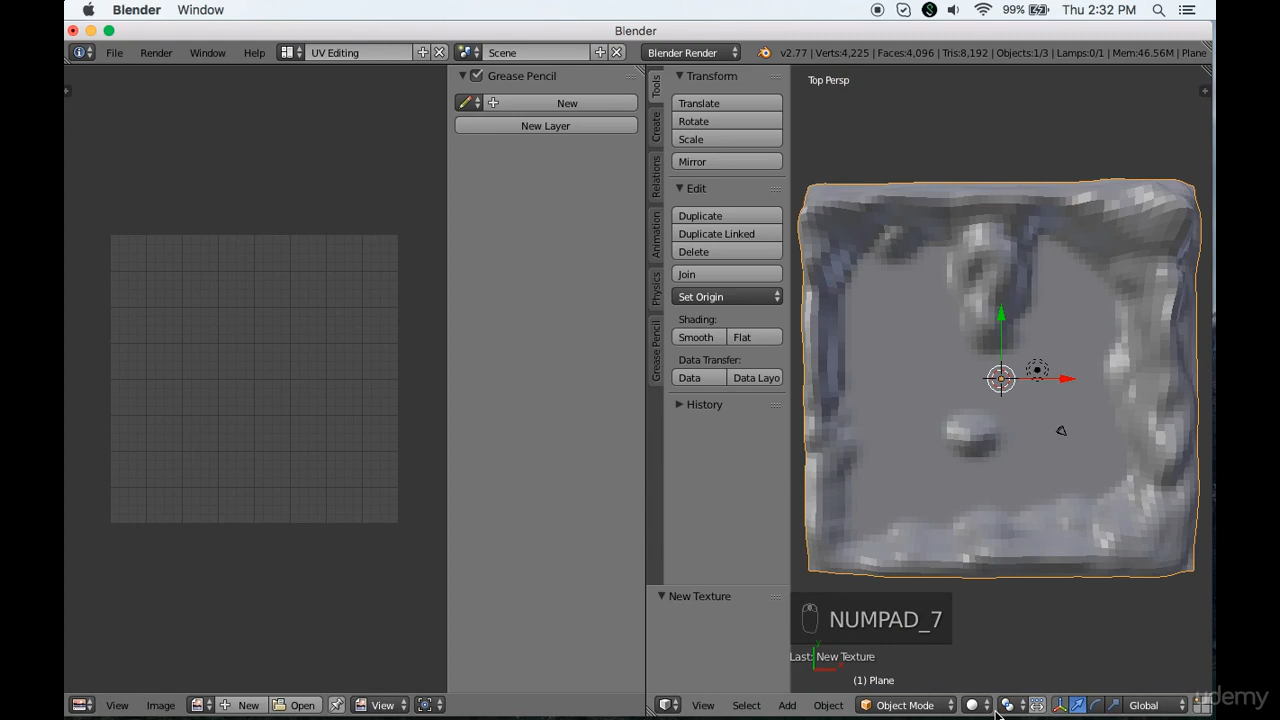 Blender Window 99% Thu 2:32 PM
Blender
File Render Window Help UV Editing Scene Blender Render v2.77 | Verts:4,225 | Faces:4,096 | Tris:8,192 | Objects:1/3 | Lamps:0/1 | Mem:46.56M | Plane
Grease Pencil
New
New Layer
Tools
Create
Relations
Animation
Physics
Grease Pencil
Transform
Translate
Rotate
Scale
Mirror
Edit
Duplicate
Duplicate Linked
Delete
Join
Set Origin
Shading:
Smooth Flat
Data Transfer:
Data Data Layo
History
New Texture
Top Persp
NUMPAD_7
Last: New Texture
(1) Plane
View Image New Open View
View Select Add Object Object Mode Global
udemy